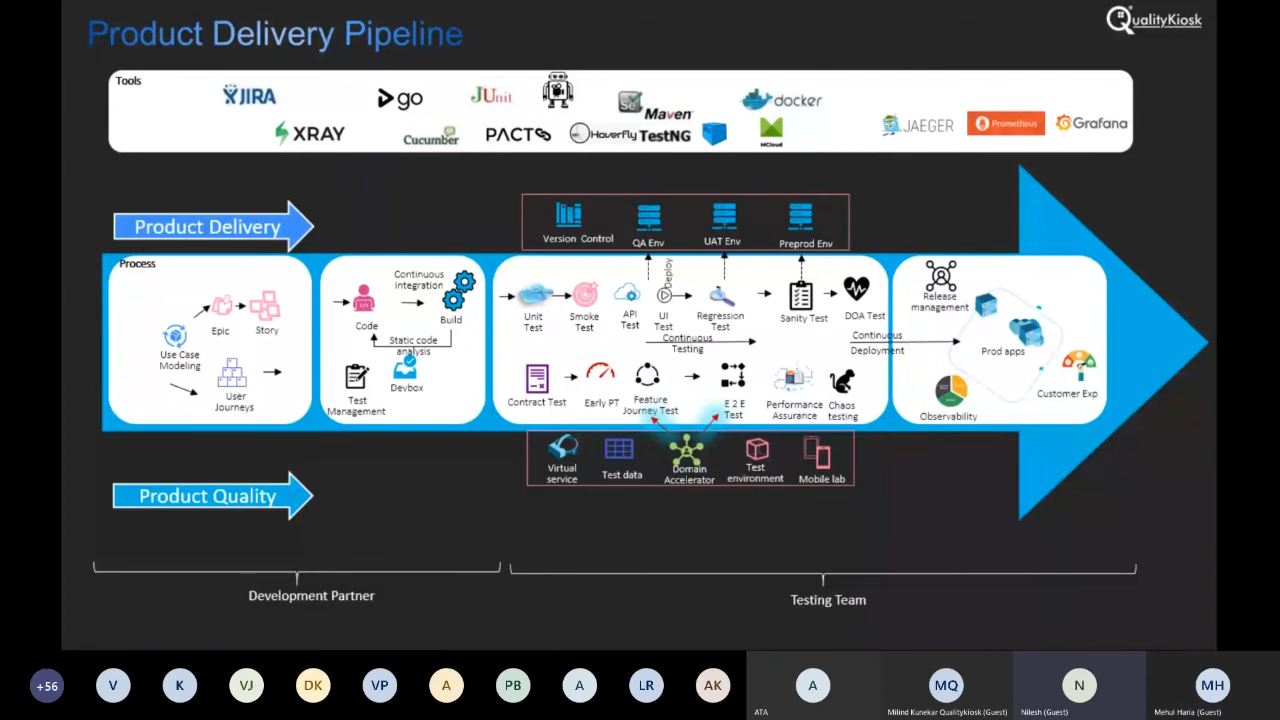 Product Delivery Pipeline
QualityKiosk
Tools
JIRA
go
JUnit
Se
Maven
docker
XRAY
Cucumber
PACT
Hoverfly
TestNG
MCloud
JAEGER
Prometheus
Grafana
Product Delivery
Version Control
QA Env
UAT Env
Preprod Env
Process
Epic
Story
Use Case
Modeling
User
Journeys
Continuous
integration
Code
Build
Static code
analysis
Devbox
Test
Management
Deploy
Unit
Test
Smoke
Test
API
Test
UI
Test
Regression
Test
Sanity Test
DOA Test
Continuous
Testing
Continuous
Deployment
Contract Test
Early PT
Feature
Journey Test
E 2 E
Test
Performance
Assurance
Chaos
testing
Release
management
Prod apps
Customer Exp
Observability
Virtual
service
Test data
Domain
Accelerator
Test
environment
Mobile lab
Product Quality
Development Partner
Testing Team
+56
V
K
VJ
DK
VP
A
PB
A
LR
AK
A
ATA
MQ
Milind Kunekar Qualitykiosk (Guest)
N
Nilesh (Guest)
MH
Mehul Haria (Guest)